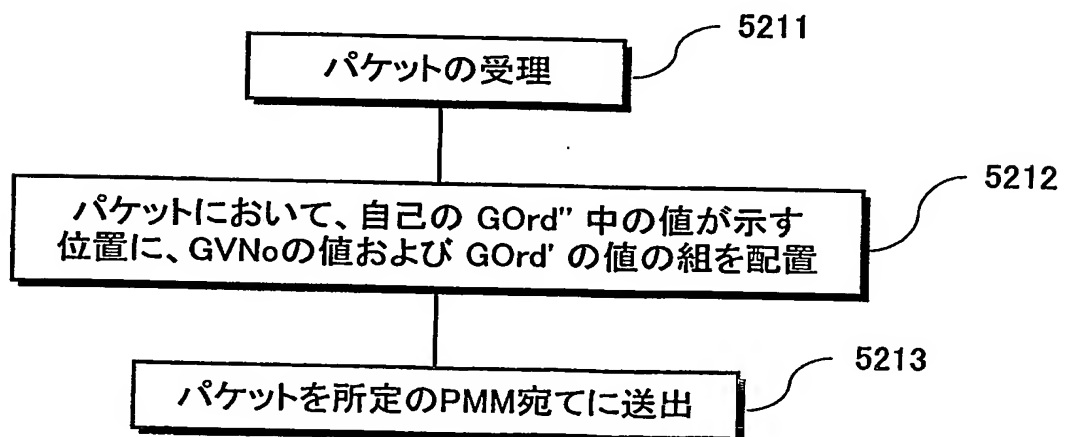 パケットの受理
5211
パケットにおいて、自己の GOrd'' 中の値が示す
位置に、GVNoの値および GOrd' の値の組を配置
5212
パケットを所定のPMM宛てに送出
5213